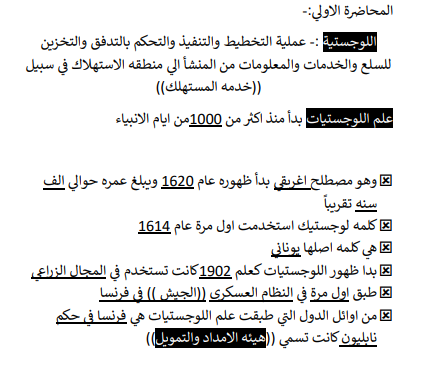 المحاضرة الاولي:-
اللوجستية :- عملية التخطيط والتنفيذ والتحكم بالتدفق والتخزين
للسلع والخدمات والمعلومات من المنشأ الي منطقه الاستهلاك في سبيل
((خدمه المستهلك))
علم اللوجستيات بدأ منذ اكثر من 1000من ايام الانبياء
وهو مصطلح اغريقي بدأ ظهوره عام 1620 ويبلغ عمره حوالي الف
سنه تقريباً
كلمه لوجستيك استخدمت اول مرة عام 1614
هي كلمه اصلها يوناني
بدا ظهور اللوجستيات كعلم 1902كانت تستخدم في المجال الزراعي
طبق اول مرة في النظام العسكرى ((الجيش )) في فرنسا
من اوائل الدول التي طبقت علم اللوجستيات هي فرنسا في حكم
نابليون كانت تسمي ((هيئه الامداد والتمويل))